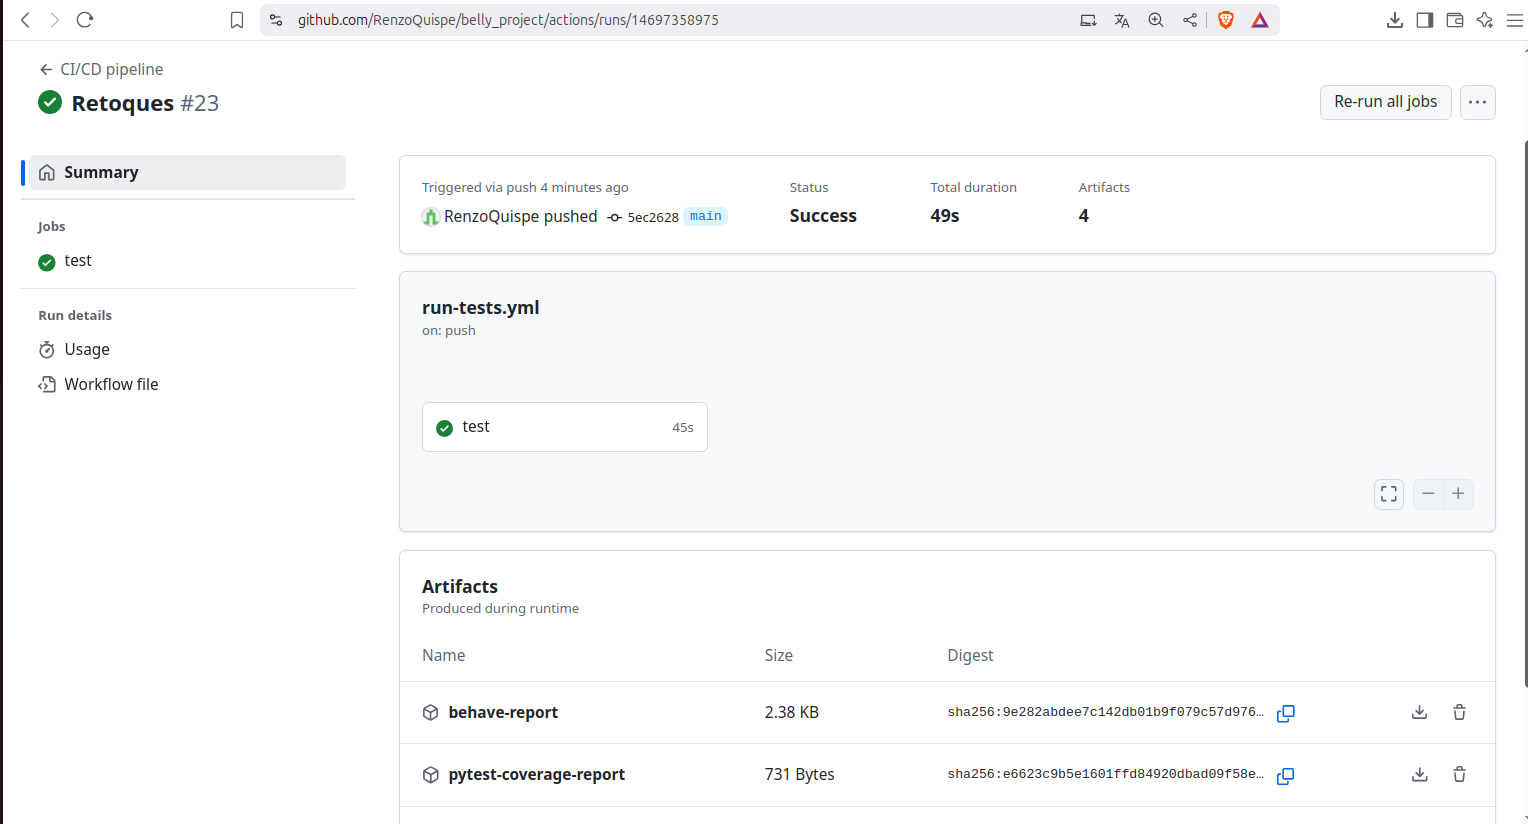 github.com/RenzoQuispe/belly_project/actions/runs/14697358975
CI/CD pipeline
Retoques #23
Re-run all jobs
Summary
Jobs
test
Run details
Usage
Workflow file
Triggered via push 4 minutes ago
RenzoQuispe pushed 5ec2628 main
Status
Success
Total duration
49s
Artifacts
4
run-tests.yml
on: push
test 45s
Artifacts
Produced during runtime
Name Size Digest
behave-report 2.38 KB sha256:9e282abdee7c142db01b9f079c57d976…
pytest-coverage-report 731 Bytes sha256:e6623c9b5e1601ffd84920dbad09f58e…